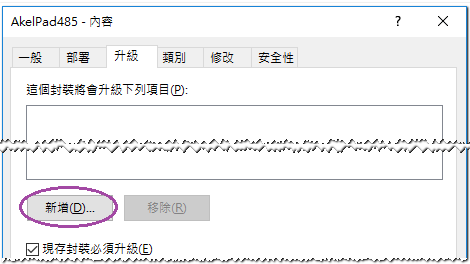 AkelPad485 - 內容
一般 部署 升級 類別 修改 安全性
這個封裝將會升級下列項目(P):
新增(D)... 移除(R)
現存封裝必須升級(E)